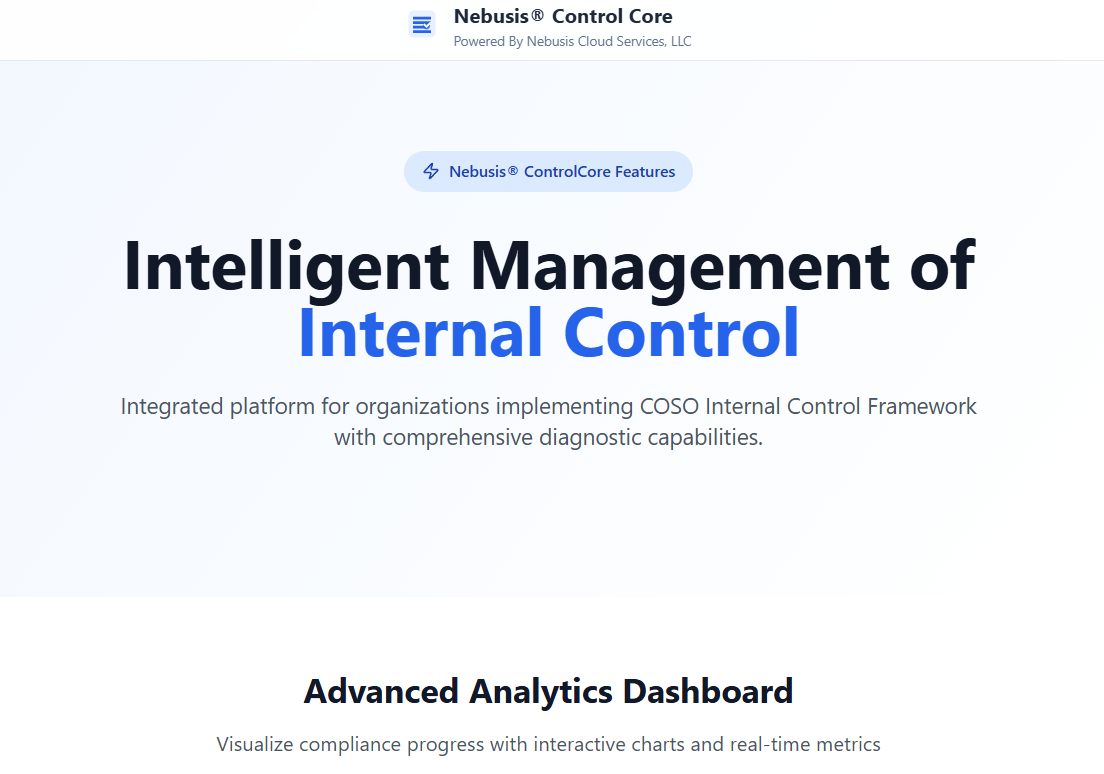 Nebusis® Control Core
Powered By Nebusis Cloud Services, LLC
Nebusis® ControlCore Features
Intelligent Management of
Internal Control
Integrated platform for organizations implementing COSO Internal Control Framework
with comprehensive diagnostic capabilities.
Advanced Analytics Dashboard
Visualize compliance progress with interactive charts and real-time metrics